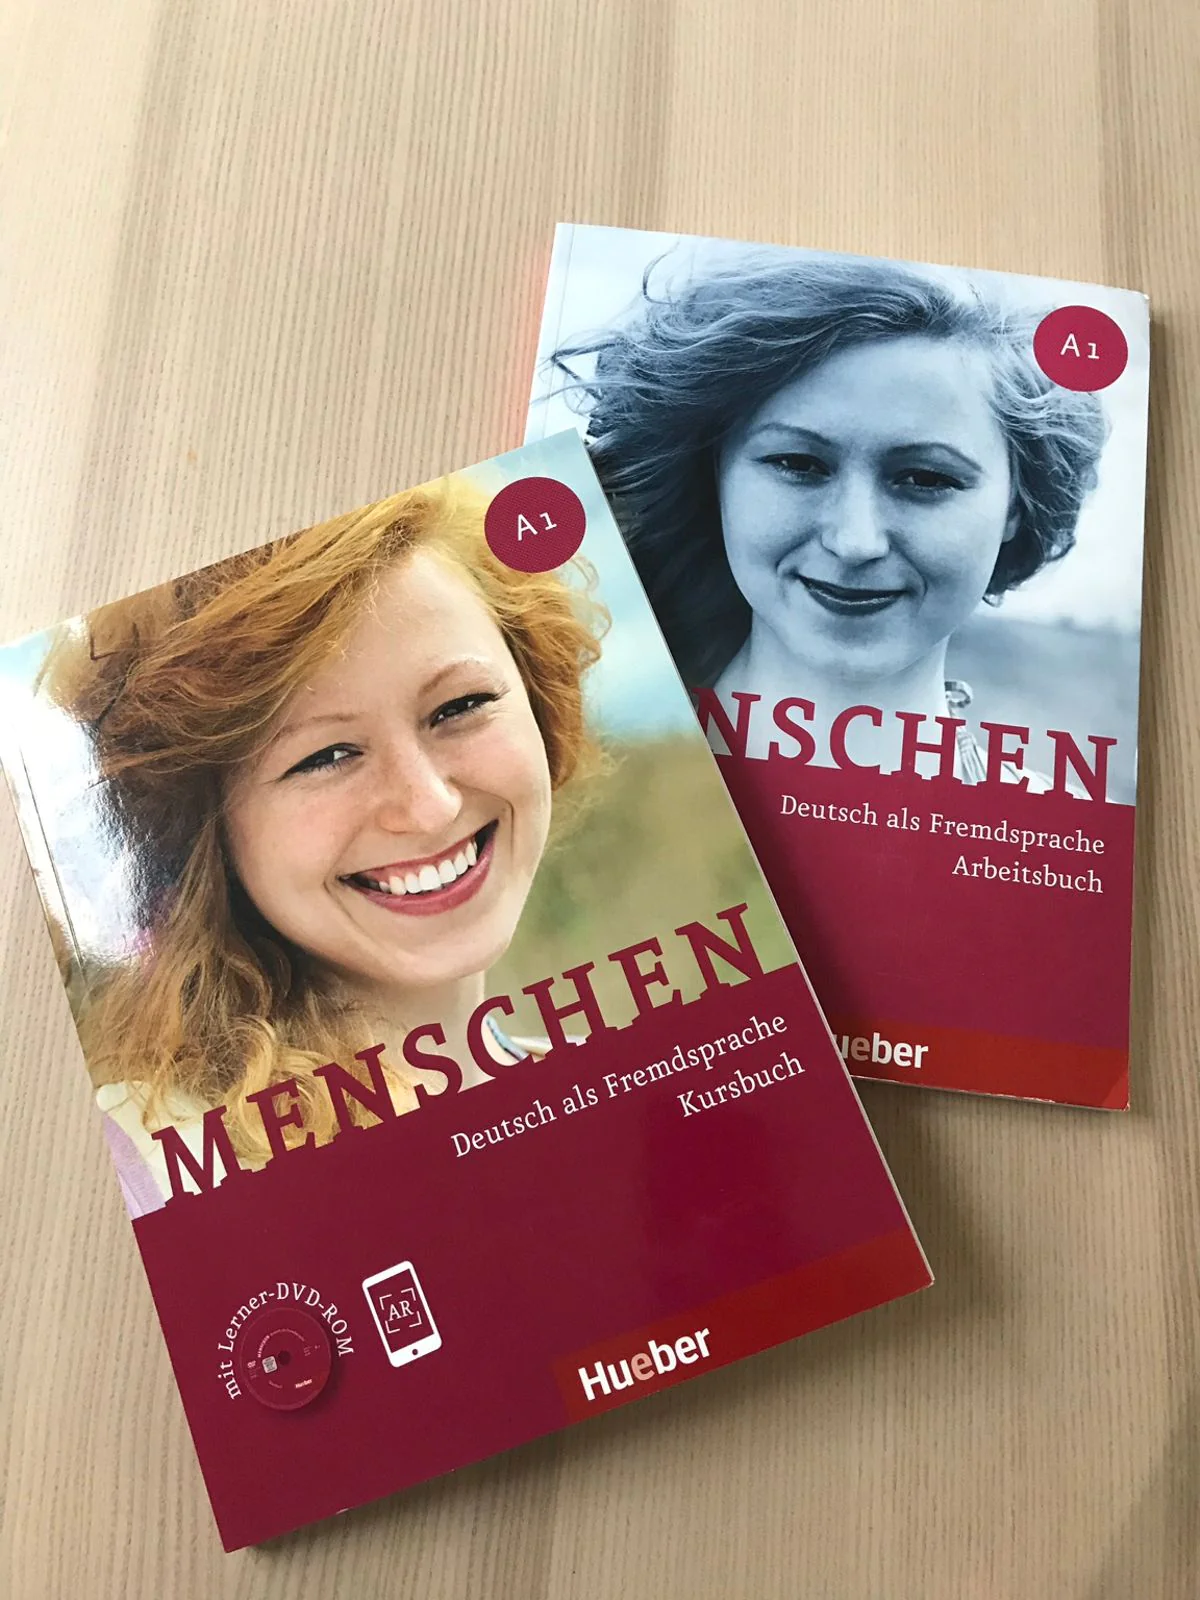 A1
MENSCHEN
Deutsch als Fremdsprache
Kursbuch
mit Lerner-DVD-ROM
AR
Hueber
A1
NSCHEN
Deutsch als Fremdsprache
Arbeitsbuch
ueber